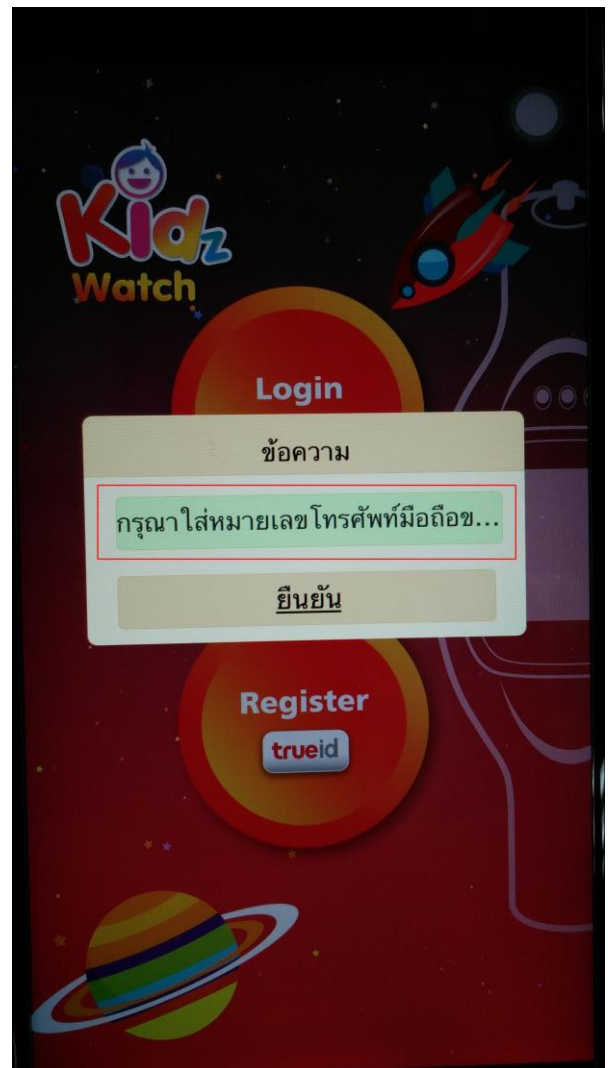 Kidz
Watch
Login
ข้อความ
กรุณาใส่หมายเลขโทรศัพท์มือถือข...
ยืนยัน
Register
trueid